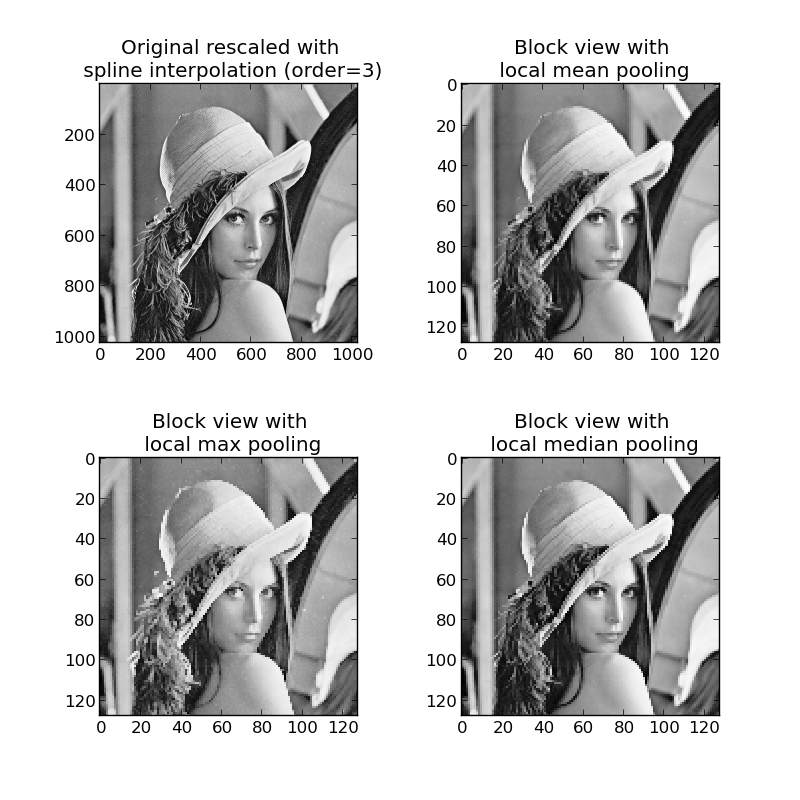 Original rescaled with
spline interpolation (order=3)
200
400
600
800
1000
0 200 400 600 800 1000
Block view with
local mean pooling
0
20
40
60
80
100
120
0 20 40 60 80 100 120
Block view with
local max pooling
0
20
40
60
80
100
120
0 20 40 60 80 100 120
Block view with
local median pooling
0
20
40
60
80
100
120
0 20 40 60 80 100 120